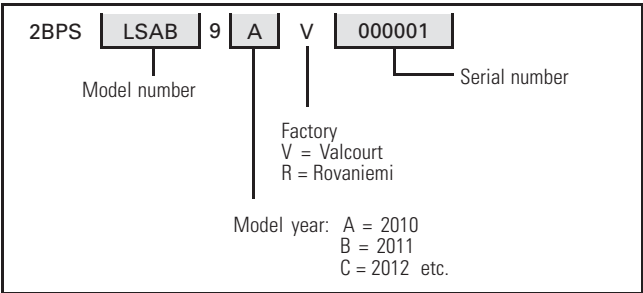 2BPS LSAB 9 A V 000001
Model number
Serial number
Factory
V = Valcourt
R = Rovaniemi
Model year: A = 2010
B = 2011
C = 2012 etc.